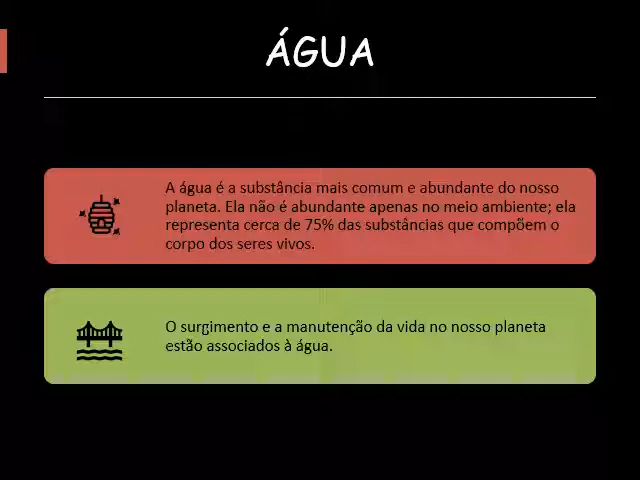 ÁGUA
A água é a substância mais comum e abundante do nosso
planeta. Ela não é abundante apenas no meio ambiente; ela
representa cerca de 75% das substâncias que compõem o
corpo dos seres vivos.
O surgimento e a manutenção da vida no nosso planeta
estão associados à água.